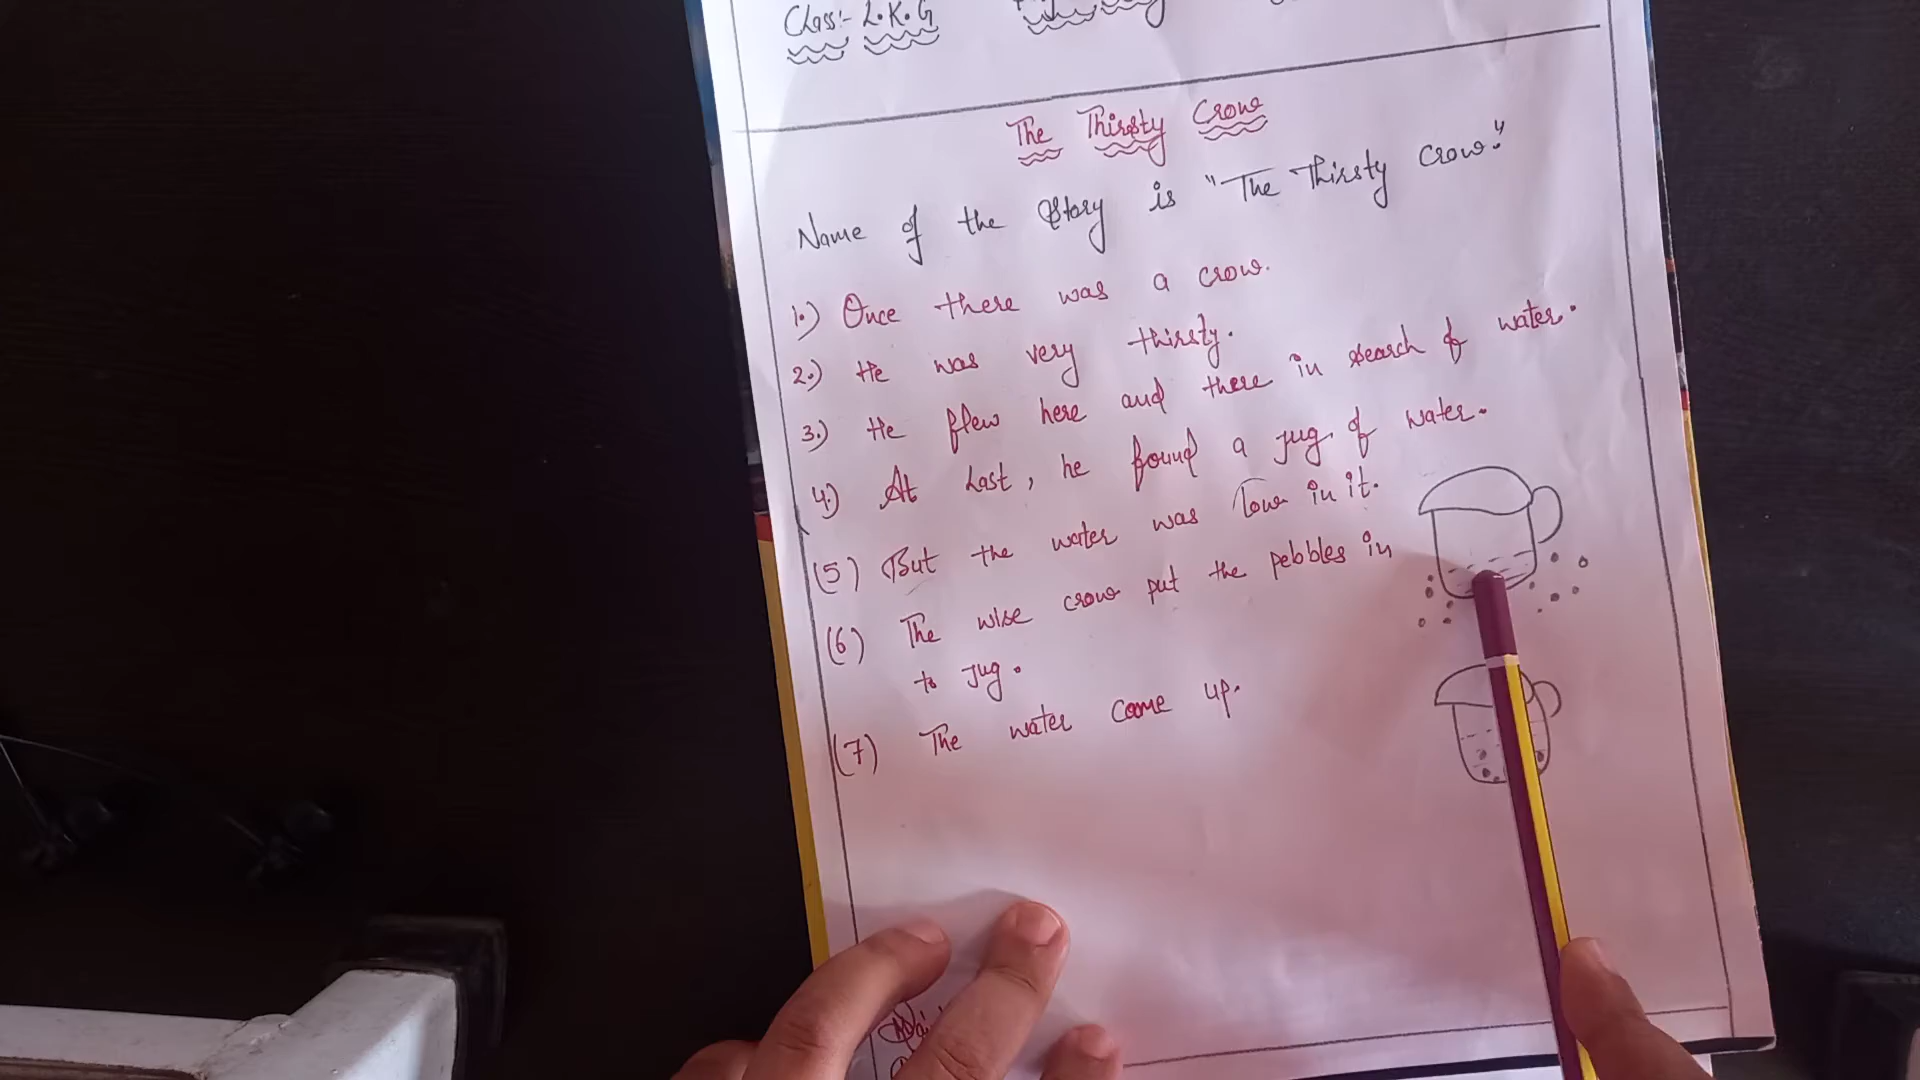 Class:- L.K.G
The Thirsty Crow
Name of the Story is "The Thirsty Crow."
1.) Once there was a crow.
2.) He was very thirsty.
3.) He flew here and there in search of water.
4.) At Last, he found a jug of water.
(5) But the water was low in it.
(6) The wise crow put the pebbles in
to jug.
(7) The water came up.